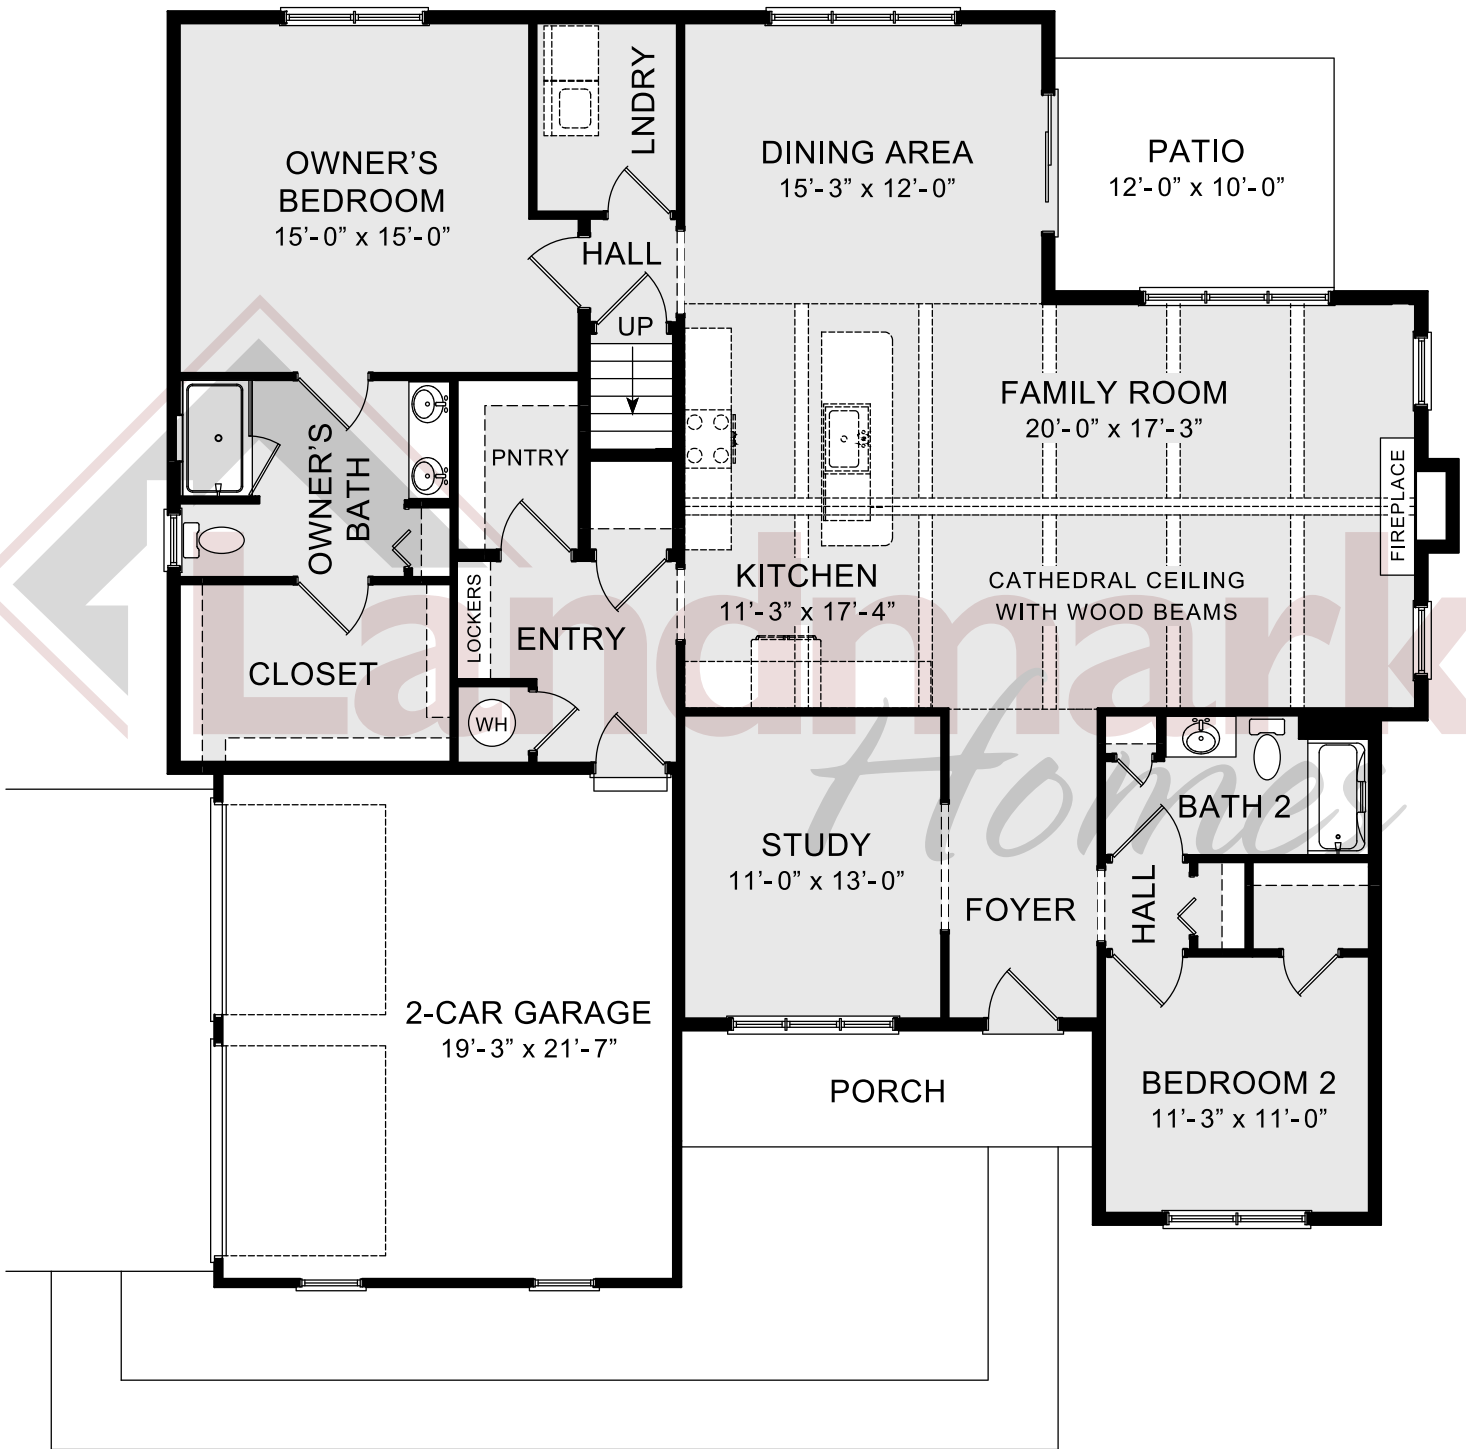 LNDRY
OWNER'S
BEDROOM
15'-0" x 15'-0"
DINING AREA
15'-3" x 12'-0"
PATIO
12'-0" x 10'-0"
HALL
UP
FAMILY ROOM
20'-0" x 17'-3"
OWNER'S
BATH
PNTRY
FIREPLACE
KITCHEN
11'-3" x 17'-4"
CATHEDRAL CEILING
WITH WOOD BEAMS
LOCKERS
ENTRY
CLOSET
WH
Landmark
Homes
BATH 2
STUDY
11'-0" x 13'-0"
FOYER
HALL
2-CAR GARAGE
19'-3" x 21'-7"
PORCH
BEDROOM 2
11'-3" x 11'-0"